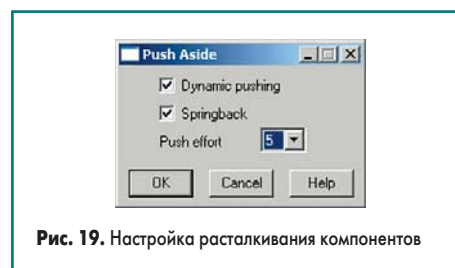 Push Aside
Dynamic pushing
Springback
Push effort 5
OK Cancel Help
Рис. 19. Настройка расталкивания компонентов